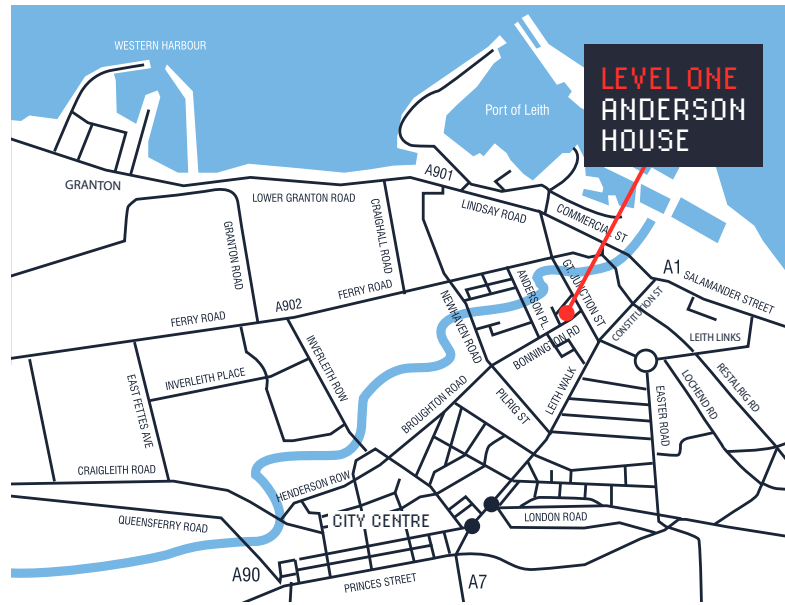 WESTERN HARBOUR
Port of Leith
LEVEL ONE
ANDERSON
HOUSE
GRANTON
A901
LOWER GRANTON ROAD
CRAIGHALL ROAD
LINDSAY ROAD
COMMERCIAL ST
GRANTON ROAD
A1
SALAMANDER STREET
A902
FERRY ROAD
FERRY ROAD
NEWHAVEN ROAD
ANDERSON PL.
GT. JUNCTION ST
CONSTITUTION ST
LEITH LINKS
BONNINGTON RD
INVERLEITH ROW
INVERLEITH PLACE
EAST FETTES AVE
BROUGHTON ROAD
PILRIG ST
LEITH WALK
EASTER ROAD
LOCHEND RD
RESTALRIG RD
CRAIGLEITH ROAD
HENDERSON ROW
QUEENSFERRY ROAD
CITY CENTRE
LONDON ROAD
A90
PRINCES STREET
A7